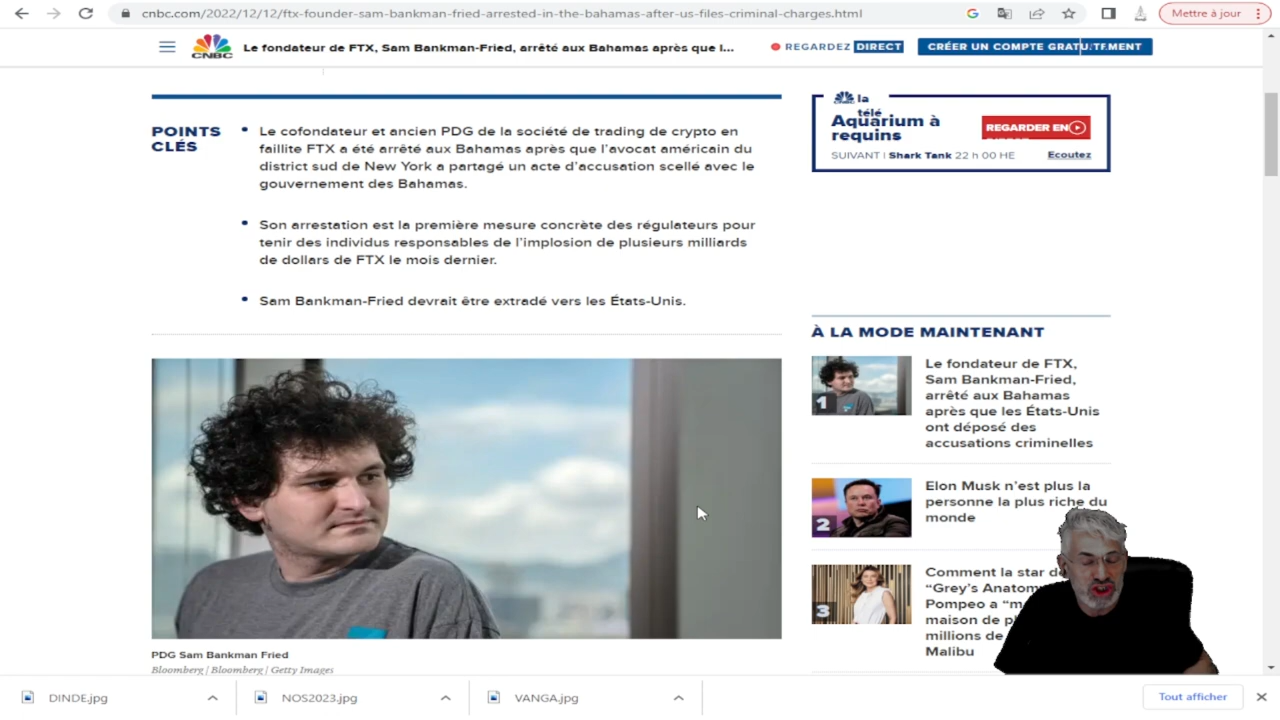 cnbc.com/2022/12/12/ftx-founder-sam-bankman-fried-arrested-in-the-bahamas-after-us-files-criminal-charges.html
Mettre à jour
CNBC
Le fondateur de FTX, Sam Bankman-Fried, arrêté aux Bahamas après que l...
REGARDEZ DIRECT
CRÉER UN COMPTE GRATUITEMENT
POINTS
CLÉS
Le cofondateur et ancien PDG de la société de trading de crypto en
faillite FTX a été arrêté aux Bahamas après que l'avocat américain du
district sud de New York a partagé un acte d'accusation scellé avec le
gouvernement des Bahamas.
Son arrestation est la première mesure concrète des régulateurs pour
tenir des individus responsables de l'implosion de plusieurs milliards
de dollars de FTX le mois dernier.
Sam Bankman-Fried devrait être extradé vers les États-Unis.
PDG Sam Bankman Fried
Bloomberg | Bloomberg | Getty Images
la
télé
Aquarium à
requins
REGARDER EN
SUIVANT | Shark Tank 22 h 00 HE
Ecoutez
À LA MODE MAINTENANT
1
Le fondateur de FTX,
Sam Bankman-Fried,
arrêté aux Bahamas
après que les États-Unis
ont déposé des
accusations criminelles
2
Elon Musk n'est plus la
personne la plus riche du
monde
3
Comment la star de
"Grey's Anatom
Pompeo a "m
maison de pl
millions de
Malibu
DINDE.jpg
NOS2023.jpg
VANGA.jpg
Tout afficher